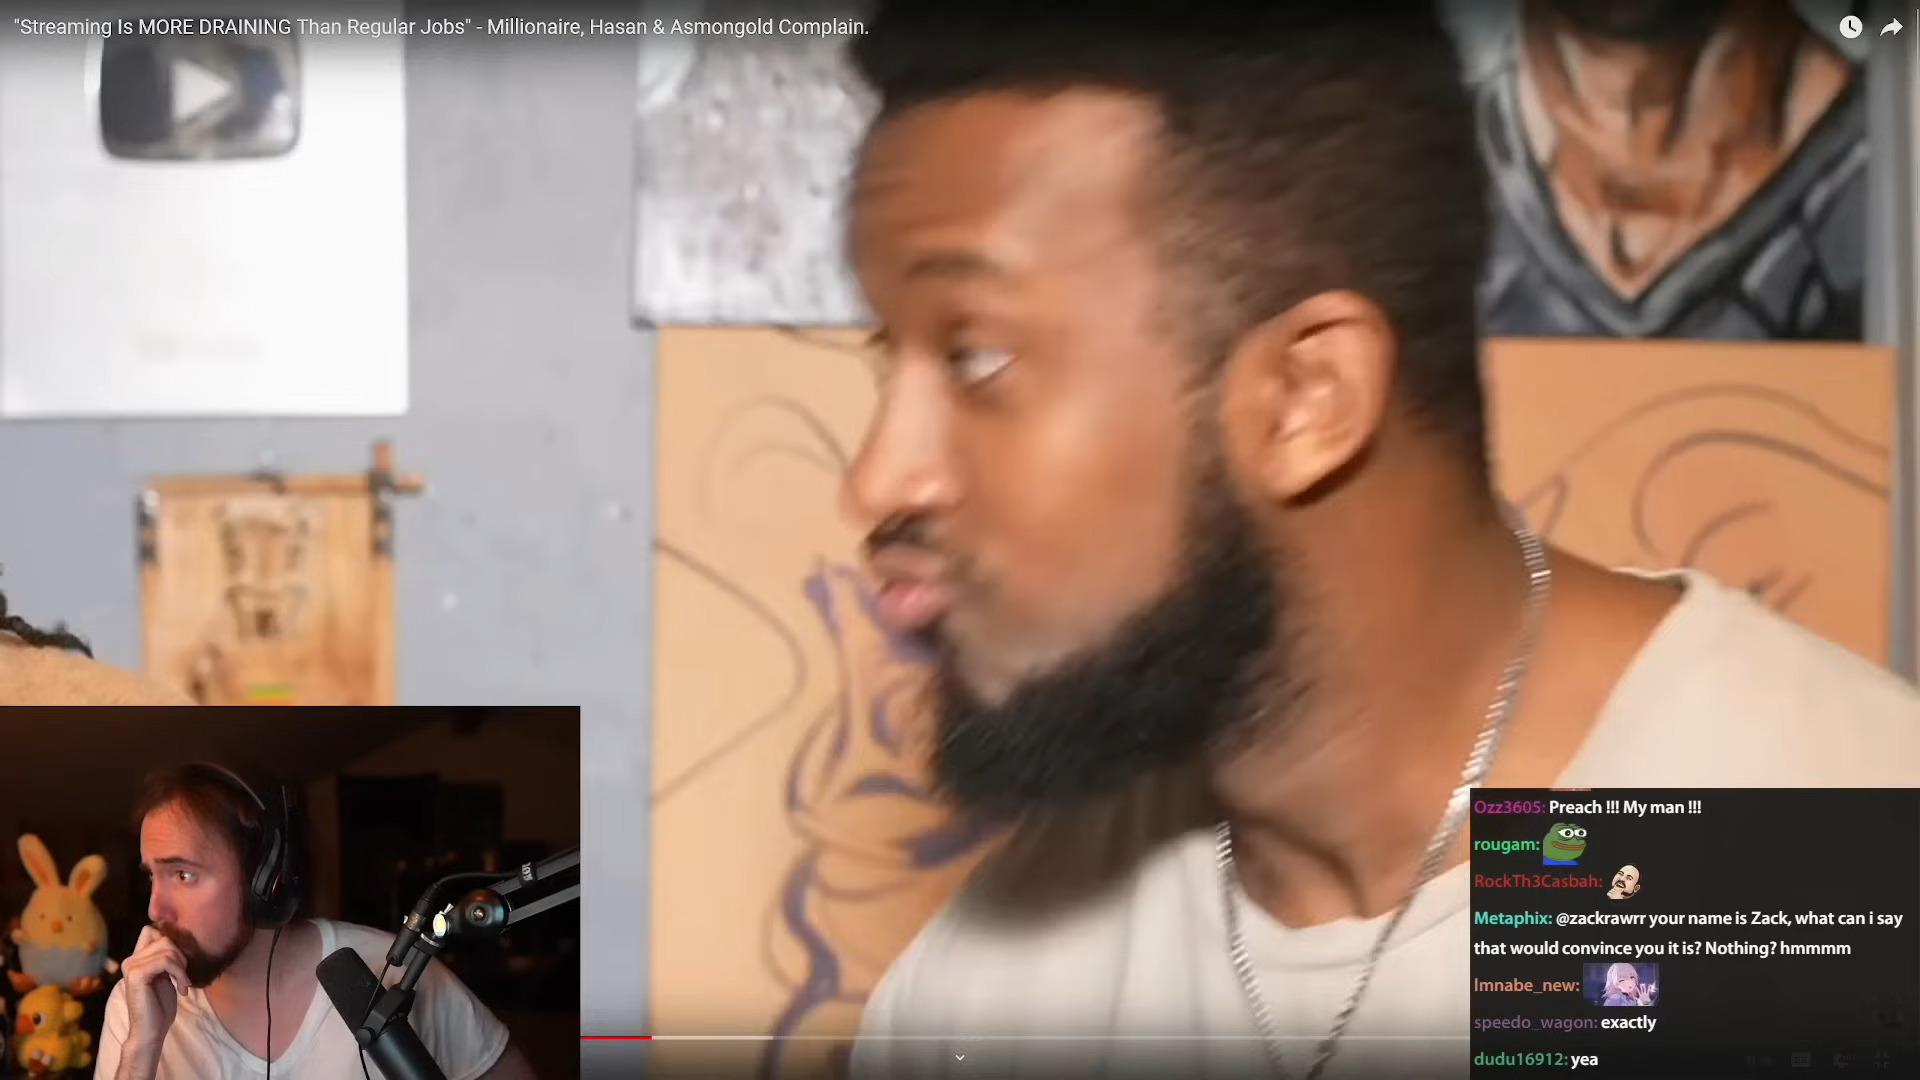 "Streaming Is MORE DRAINING Than Regular Jobs" - Millionaire, Hasan & Asmongold Complain.
Ozz3605: Preach !!! My man !!!
rougam:
RockTh3Casbah:
Metaphix: @zackrawrr your name is Zack, what can i say
that would convince you it is? Nothing? hmmmm
lmnabe_new:
speedo_wagon: exactly
dudu16912: yea